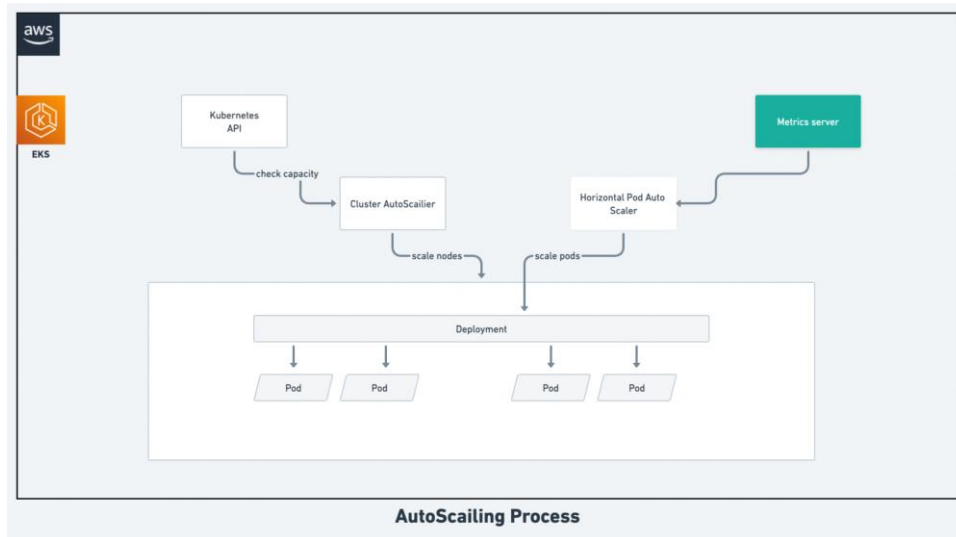 aws
EKS
Kubernetes
API
Metrics server
check capacity
Cluster AutoScailier
Horizontal Pod Auto
Scaler
scale nodes
scale pods
Deployment
Pod
Pod
Pod
Pod
AutoScailing Process